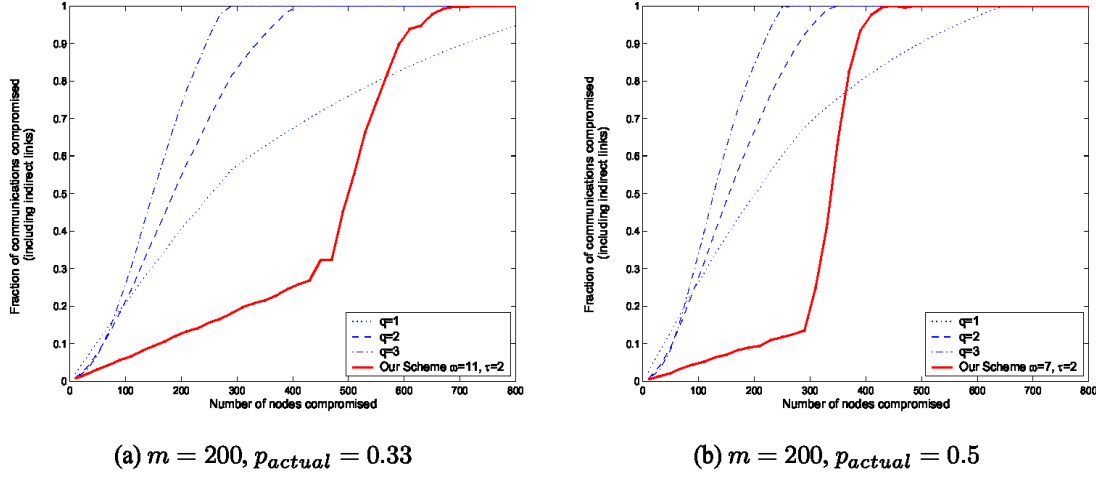 1
0.9
0.8
0.7
0.6
0.5
0.4
0.3
0.2
0.1
0
0 100 200 300 400 500 600 700 800
Fraction of communications compromised
(including indirect links)
Number of nodes compromised
q=1
q=2
q=3
Our Scheme ω=11, τ=2
(a) m = 200, p_actual = 0.33
1
0.9
0.8
0.7
0.6
0.5
0.4
0.3
0.2
0.1
0
0 100 200 300 400 500 600 700 800
Fraction of communications compromised
(including indirect links)
Number of nodes compromised
q=1
q=2
q=3
Our Scheme ω=7, τ=2
(b) m = 200, p_actual = 0.5